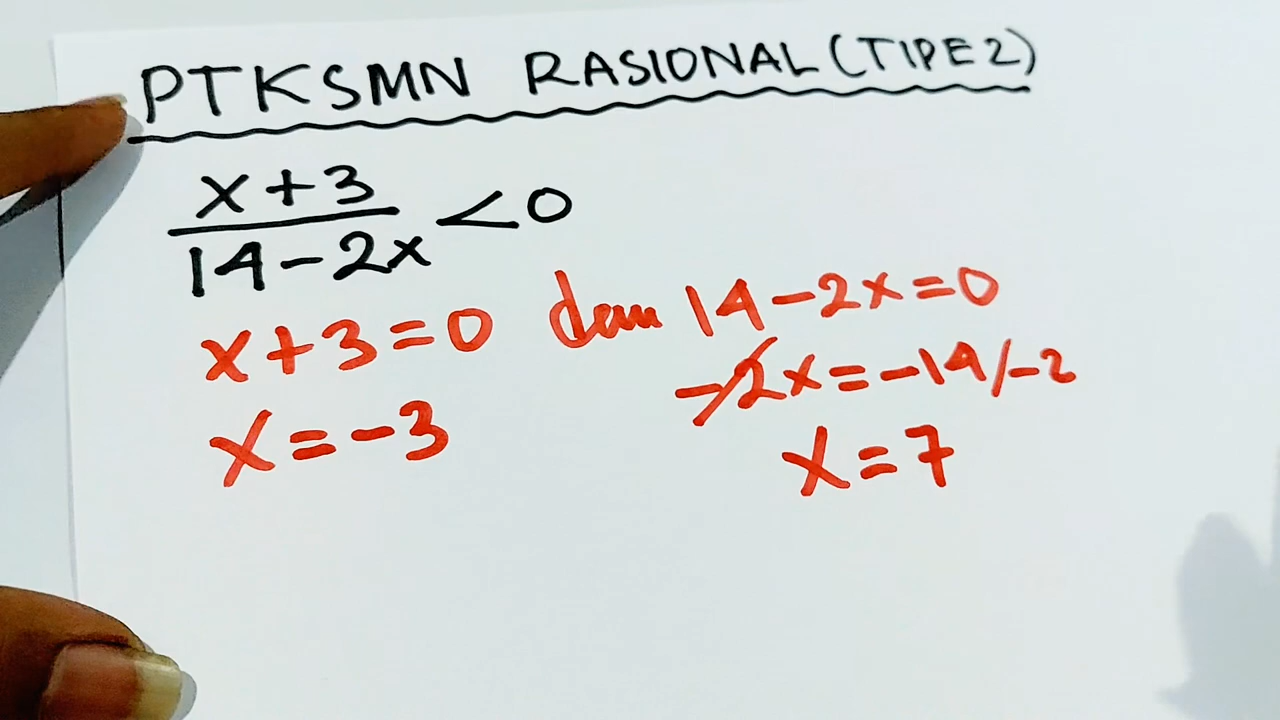 PTKSMN RASIONAL (TIPE 2)
x+3
14-2x <0
x+3=0 dan 14-2x=0
-2x=-14/-2
x=-3
x=7